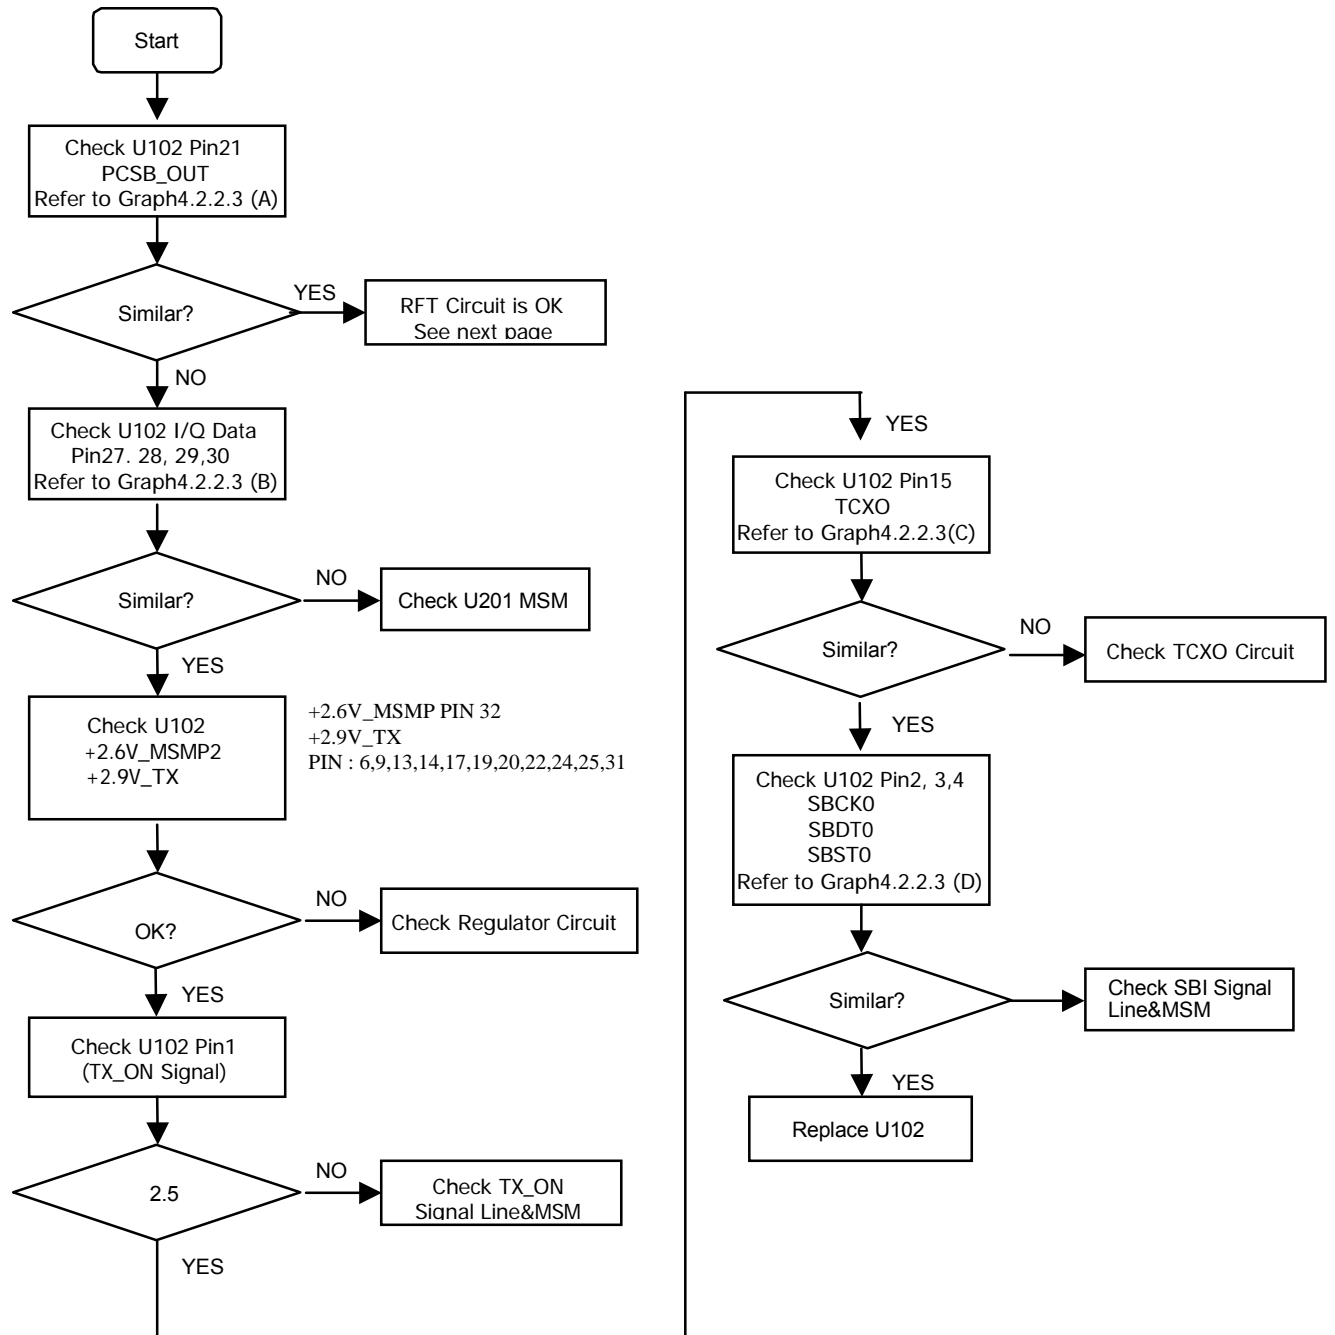 Start
Check U102 Pin21
PCSB_OUT
Refer to Graph4.2.2.3 (A)
Similar?
YES
RFT Circuit is OK
See next page
NO
Check U102 I/Q Data
Pin27. 28, 29,30
Refer to Graph4.2.2.3 (B)
Similar?
NO
Check U201 MSM
YES
Check U102
+2.6V_MSMP2
+2.9V_TX
+2.6V_MSMP PIN 32
+2.9V_TX
PIN : 6,9,13,14,17,19,20,22,24,25,31
OK?
NO
Check Regulator Circuit
YES
Check U102 Pin1
(TX_ON Signal)
2.5
NO
Check TX_ON
Signal Line&MSM
YES
YES
Check U102 Pin15
TCXO
Refer to Graph4.2.2.3(C)
Similar?
NO
Check TCXO Circuit
YES
Check U102 Pin2, 3,4
SBCK0
SBDT0
SBST0
Refer to Graph4.2.2.3 (D)
Similar?
Check SBI Signal
Line&MSM
YES
Replace U102